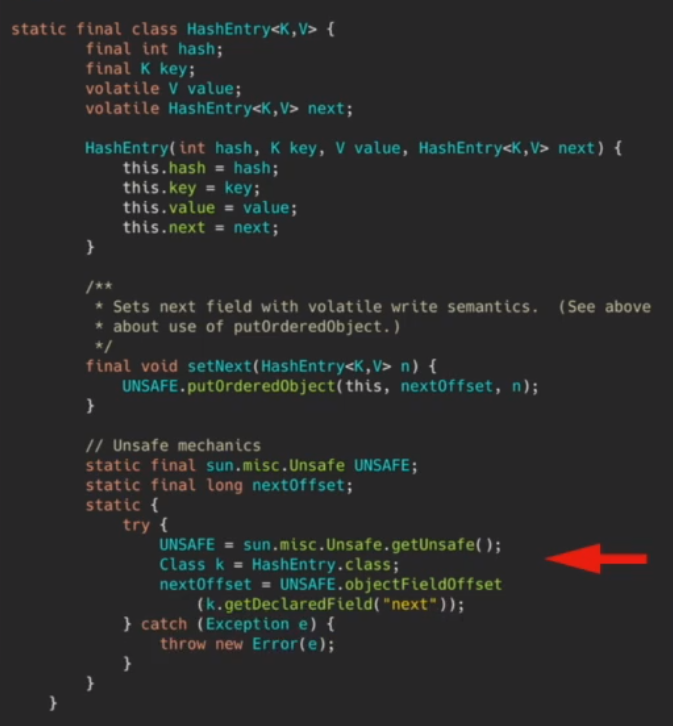 static final class HashEntry<K,V> {
final int hash;
final K key;
volatile V value;
volatile HashEntry<K,V> next;
HashEntry(int hash, K key, V value, HashEntry<K,V> next) {
this.hash = hash;
this.key = key;
this.value = value;
this.next = next;
}
/**
* Sets next field with volatile write semantics.  (See above
* about use of putOrderedObject.)
*/
final void setNext(HashEntry<K,V> n) {
UNSAFE.putOrderedObject(this, nextOffset, n);
}
// Unsafe mechanics
static final sun.misc.Unsafe UNSAFE;
static final long nextOffset;
static {
try {
UNSAFE = sun.misc.Unsafe.getUnsafe();
Class k = HashEntry.class;
nextOffset = UNSAFE.objectFieldOffset
(k.getDeclaredField("next"));
} catch (Exception e) {
throw new Error(e);
}
}
}